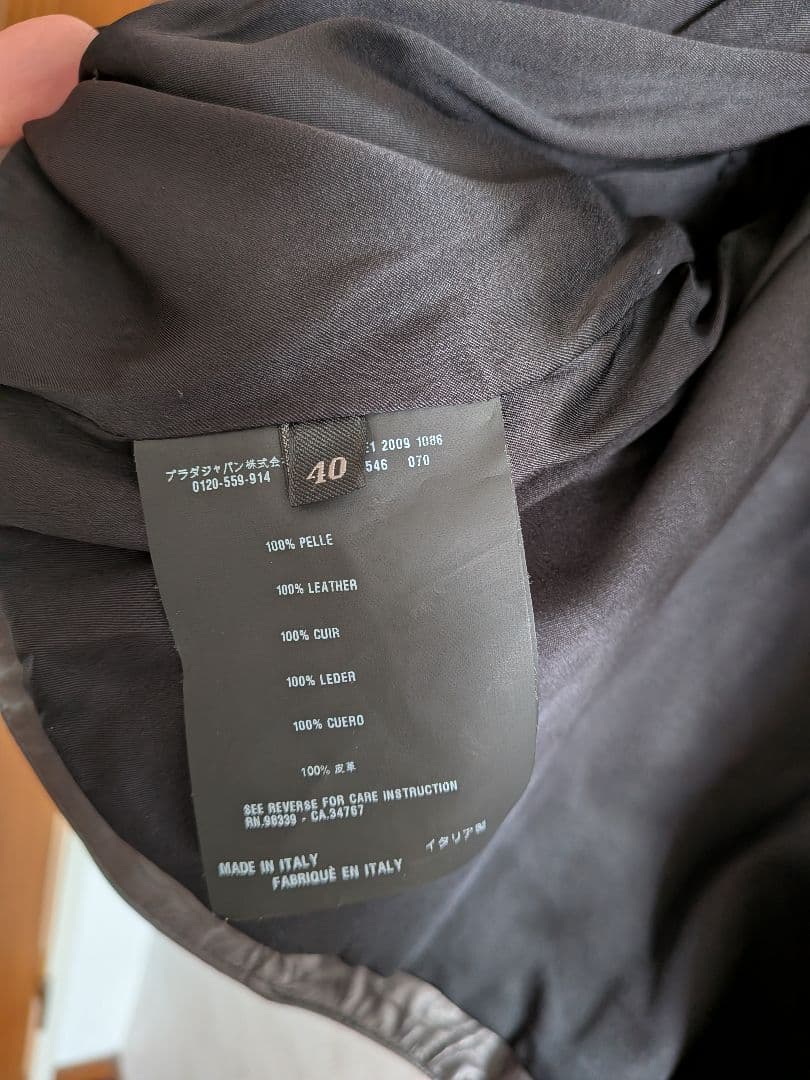 プラダジャパン株式会
0120-559-914
40
E1 2009 1086
546 070
100% PELLE
100% LEATHER
100% CUIR
100% LEDER
100% CUERO
100% 皮革
SEE REVERSE FOR CARE INSTRUCTION
RN.98339 - CA.34767
MADE IN ITALY
FABRIQUÈ EN ITALY
イタリア製